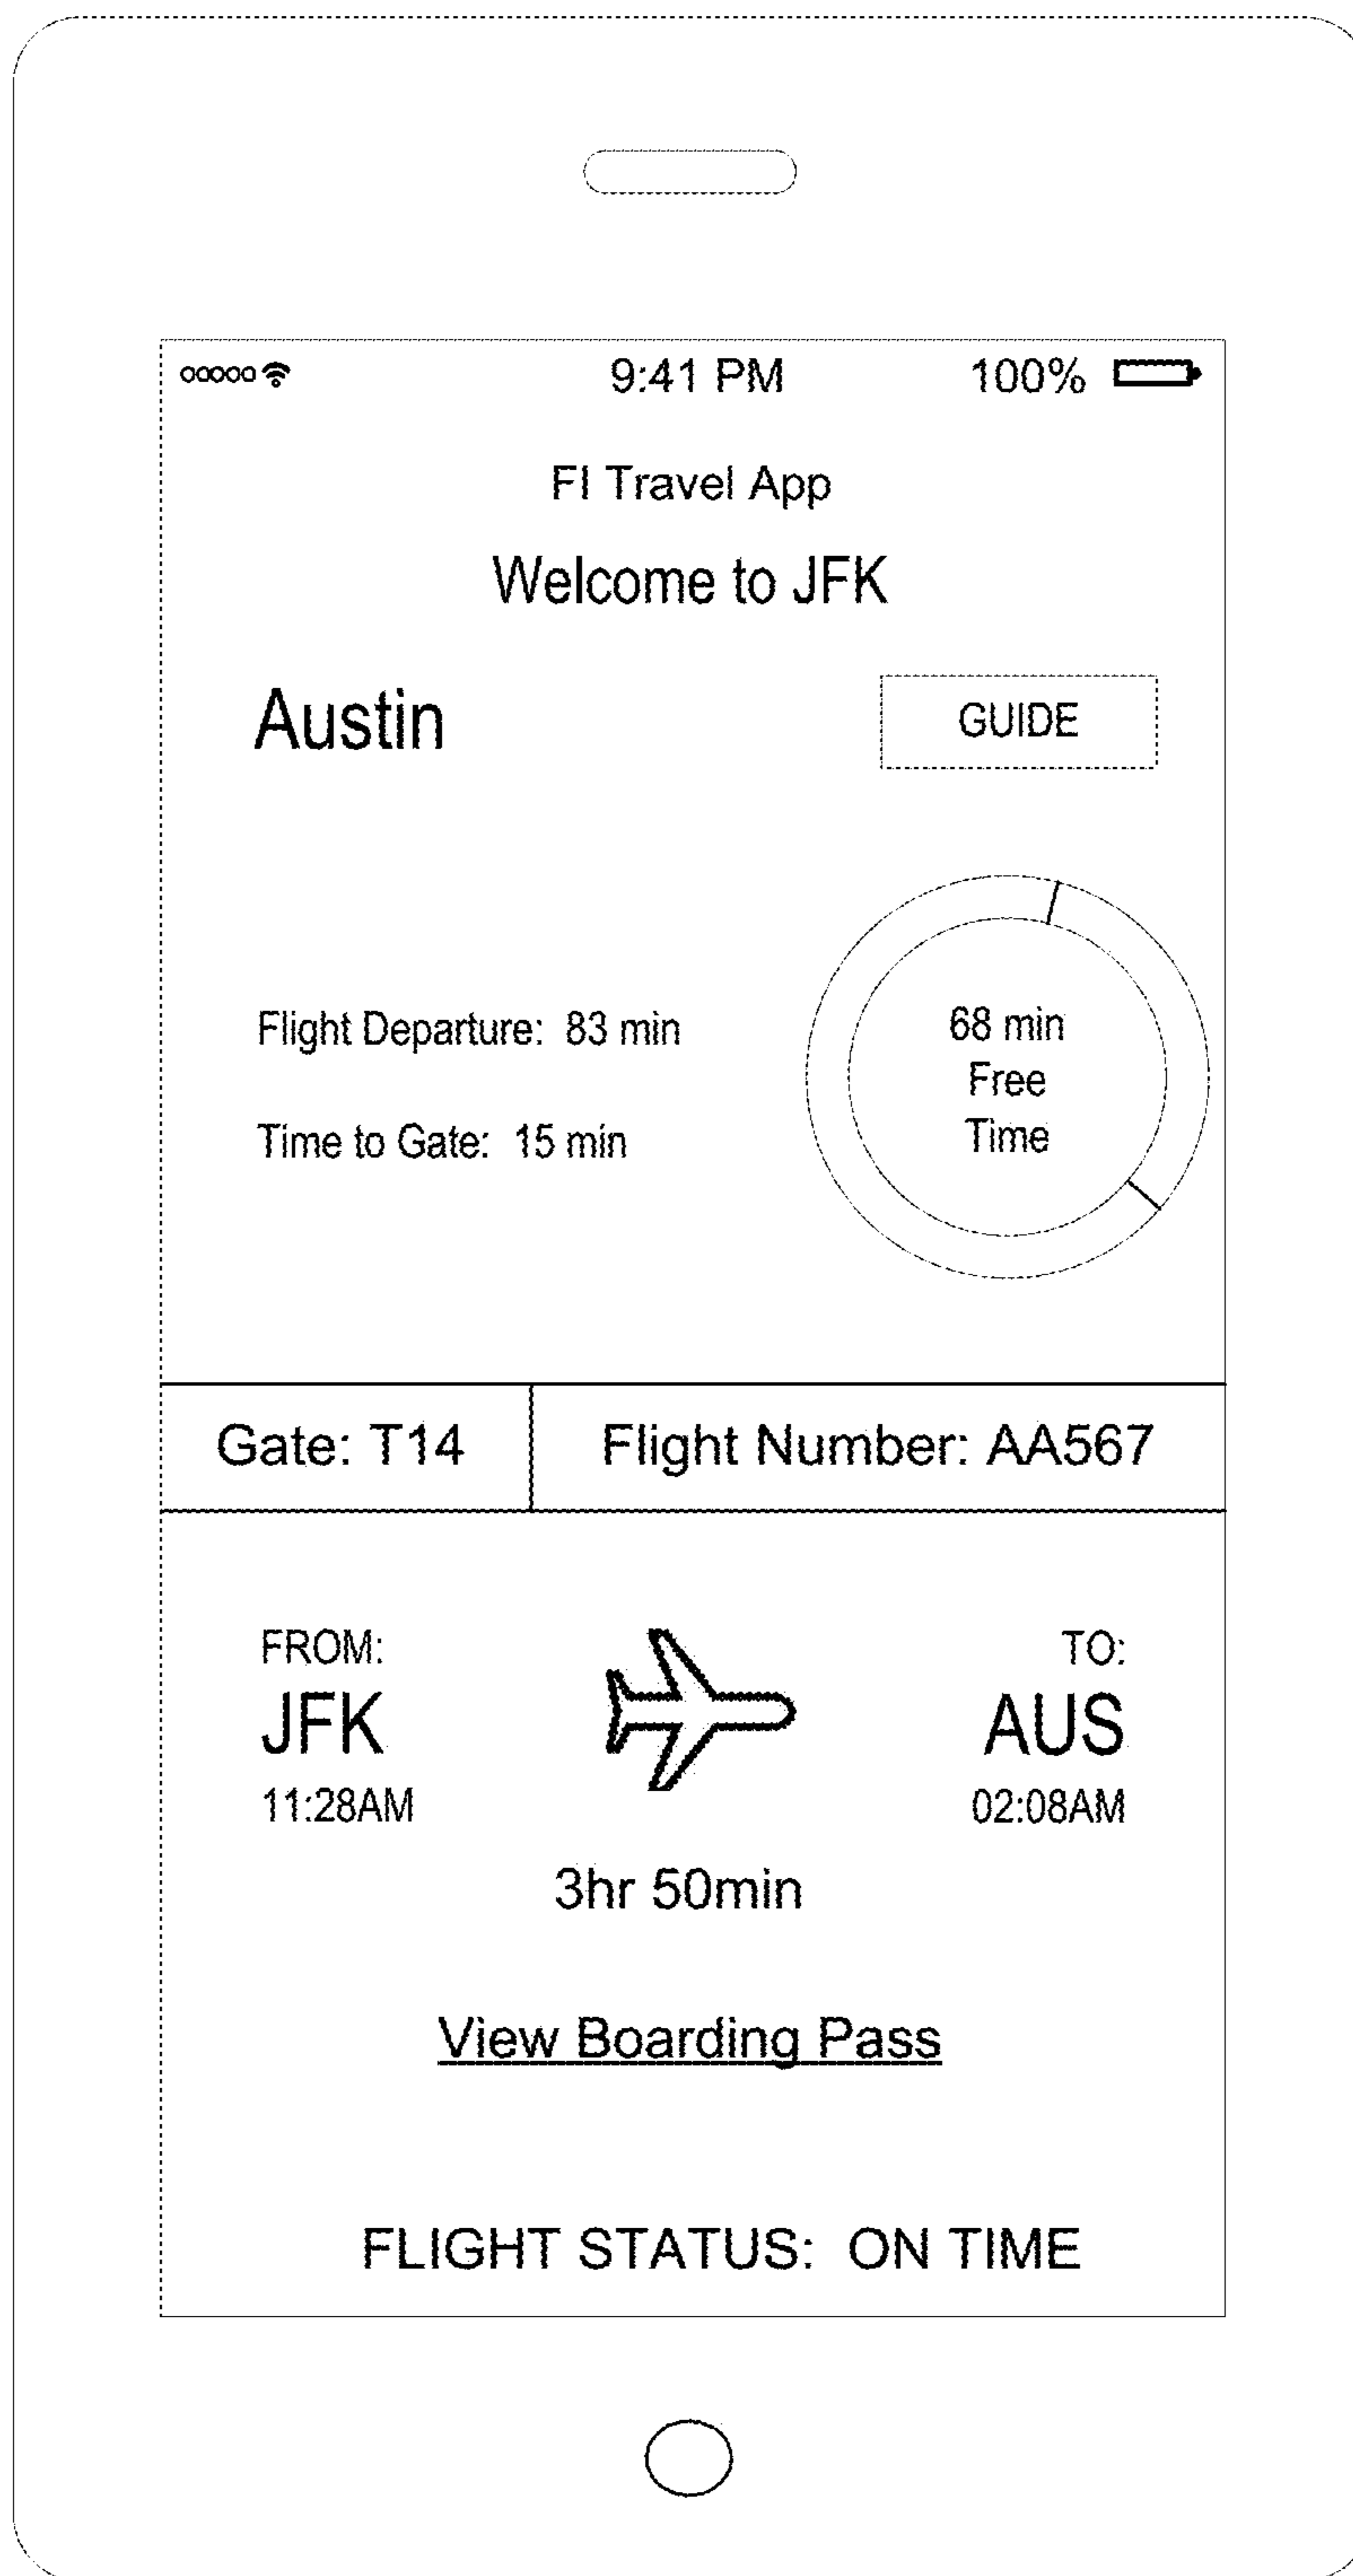 9:41 PM 100%
FI Travel App
Welcome to JFK
Austin GUIDE
Flight Departure: 83 min
Time to Gate: 15 min
68 min
Free
Time
Gate: T14 Flight Number: AA567
FROM: TO:
JFK AUS
11:28AM 02:08AM
3hr 50min
View Boarding Pass
FLIGHT STATUS: ON TIME